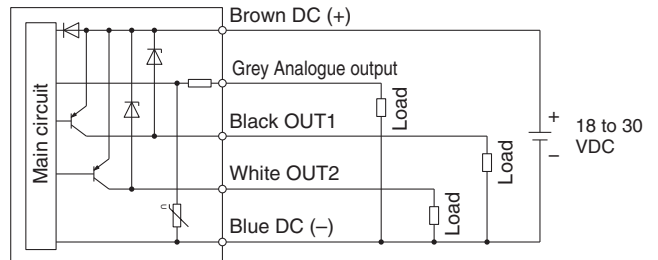 Brown DC (+)
Grey Analogue output
Black OUT1
White OUT2
Blue DC (–)
Main circuit
Load
Load
Load
+
–
18 to 30
VDC
U